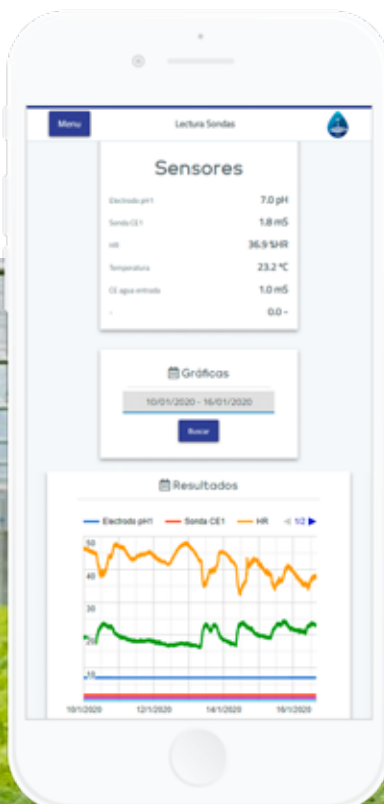 Menu Lectura Sondas
Sensores
Electrodo pH1 7.0 pH
Sonda CE1 1.8 mS
HR 36.9 %HR
Temperatura 23.2 ºC
CE agua entrada 1.0 mS
- 0.0 -
Gráficas
10/01/2020 - 16/01/2020
Buscar
Resultados
Electrodo pH1 Sonda CE1 HR 1/2
50
40
30
20
10
10/1/2020 12/1/2020 14/1/2020 16/1/2020